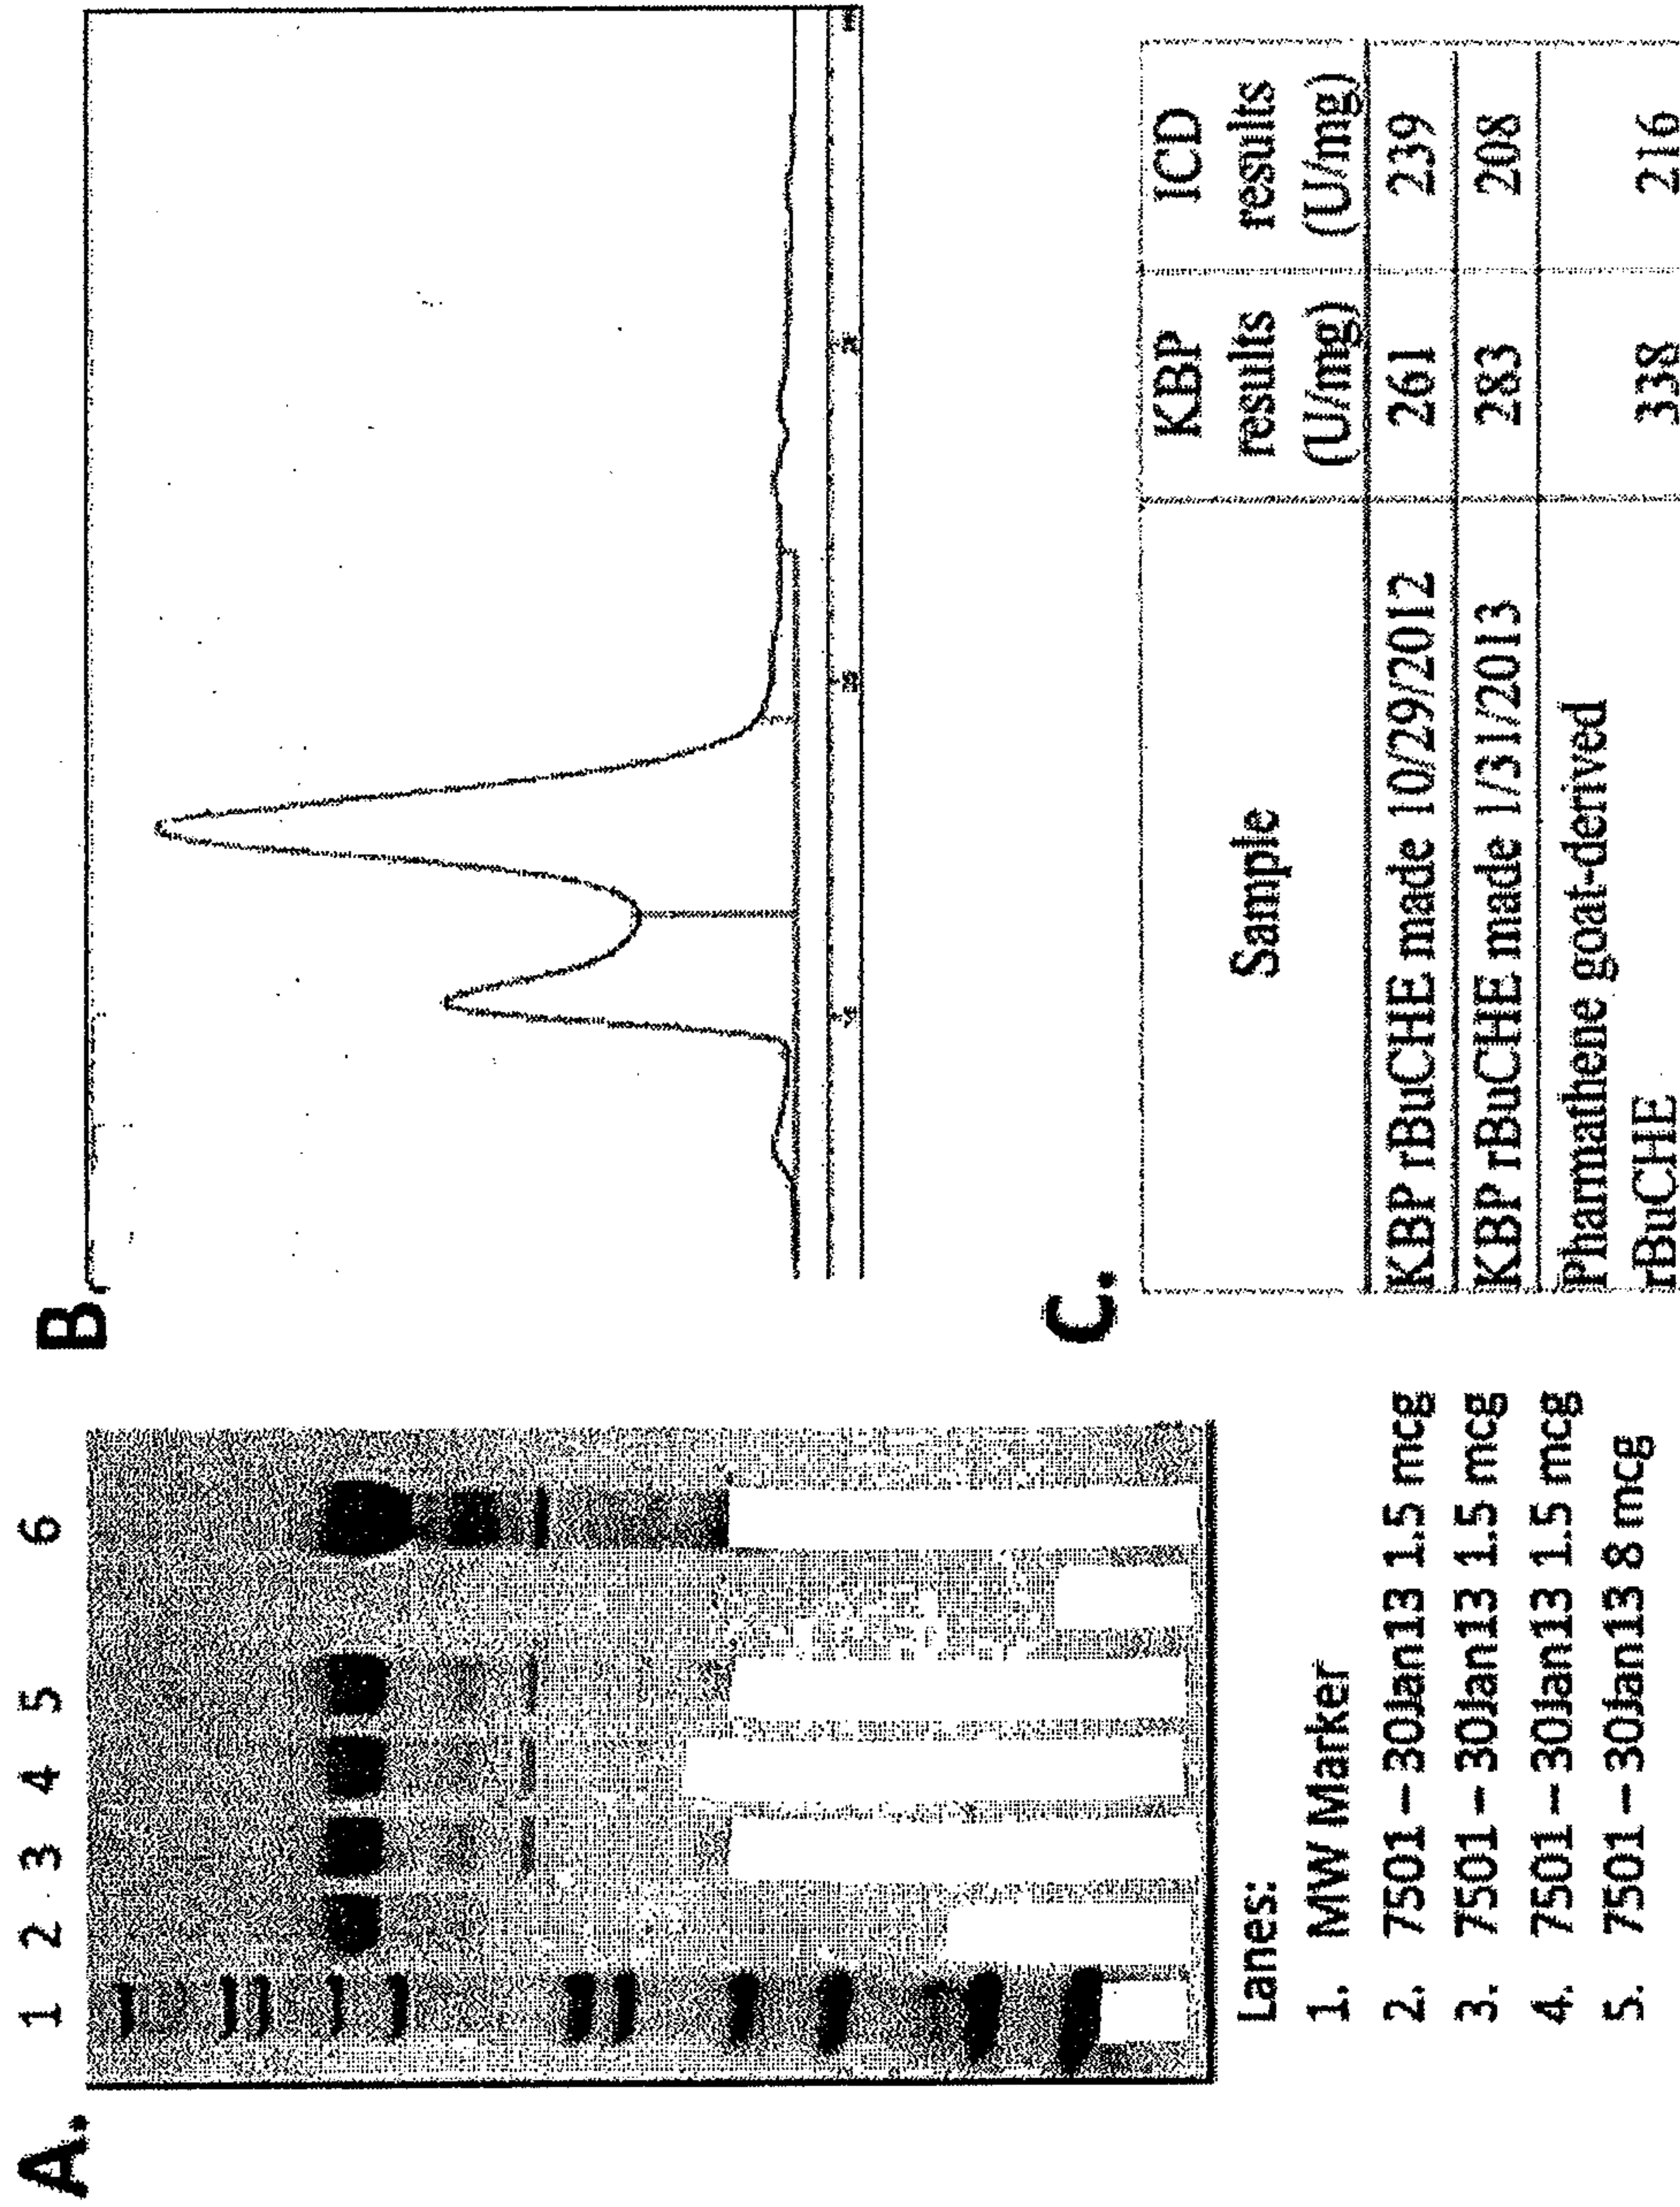 A.
1 2 3 4 5 6
Lanes:
1. MW Marker
2. 7501 – 30Jan13 1.5 mcg
3. 7501 – 30Jan13 1.5 mcg
4. 7501 – 30Jan13 1.5 mcg
5. 7501 – 30Jan13 8 mcg
B.
C.
Sample KBP results (U/mg) ICD results (U/mg)
KBP rBuCHE made 10/29/2012 261 239
KBP rBuCHE made 1/31/2013 283 208
Pharmathene goat-derived
rBuCHE 338 216